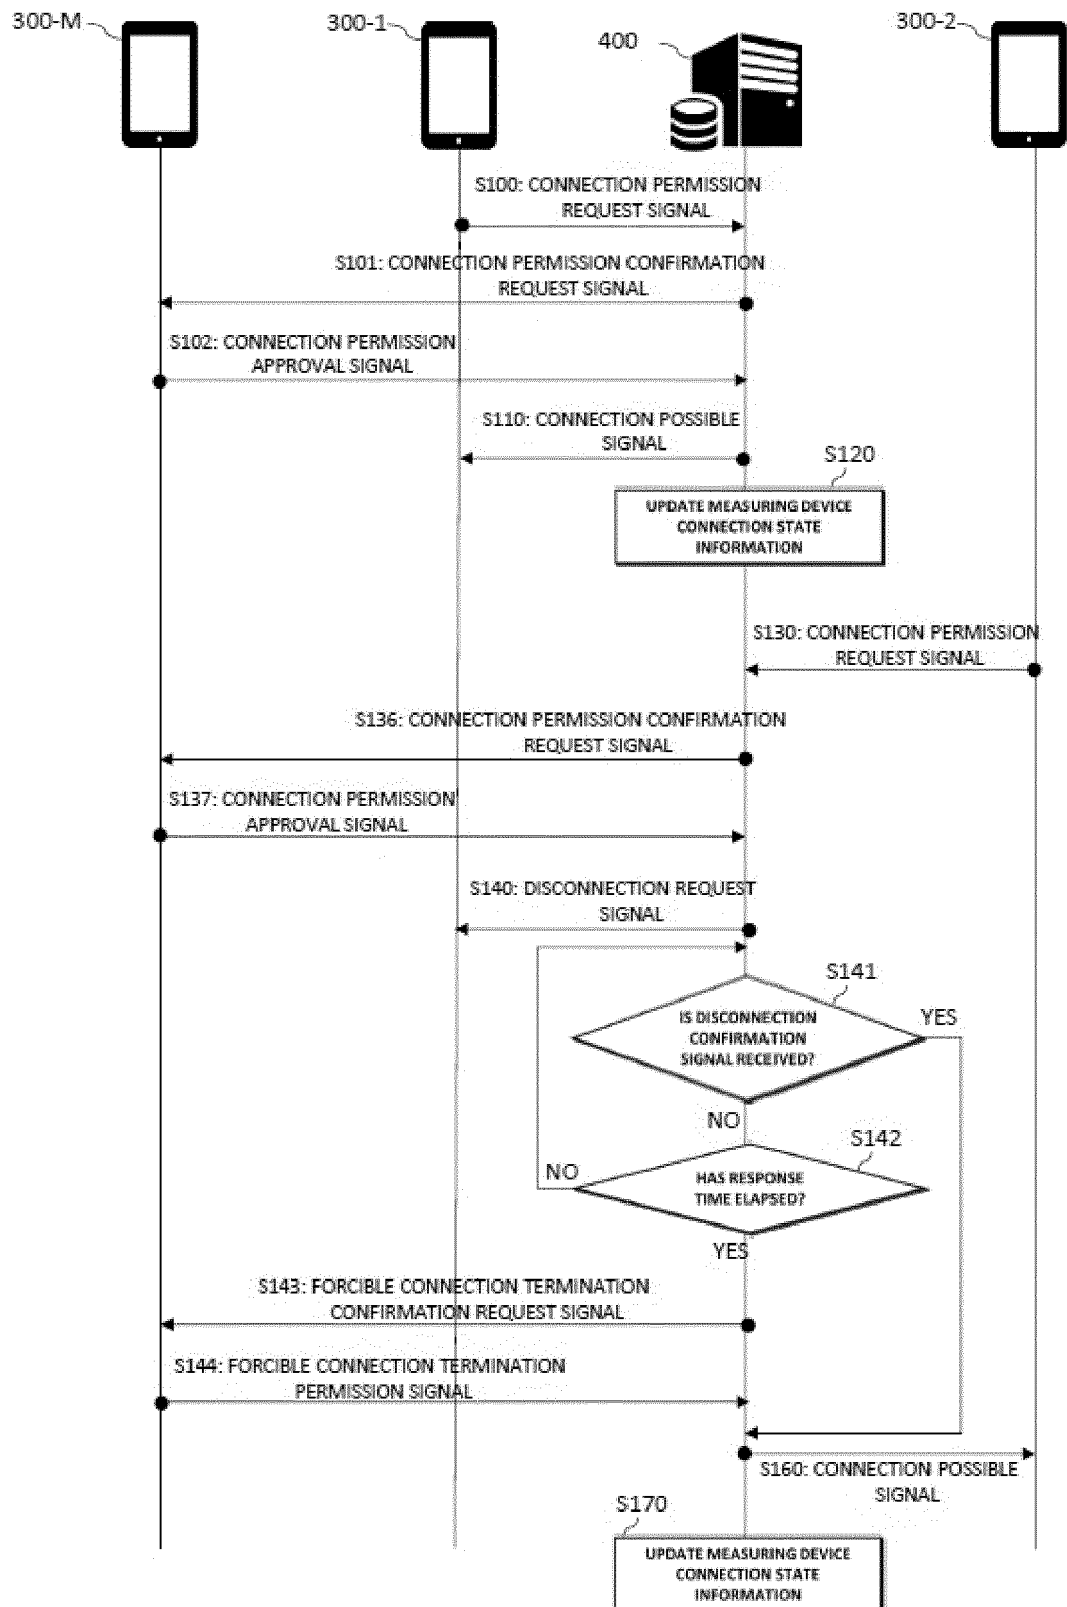 300-M
300-1
400
300-2
S100: CONNECTION PERMISSION
REQUEST SIGNAL
S101: CONNECTION PERMISSION CONFIRMATION
REQUEST SIGNAL
S102: CONNECTION PERMISSION
APPROVAL SIGNAL
S110: CONNECTION POSSIBLE
SIGNAL
S120
UPDATE MEASURING DEVICE
CONNECTION STATE
INFORMATION
S130: CONNECTION PERMISSION
REQUEST SIGNAL
S136: CONNECTION PERMISSION CONFIRMATION
REQUEST SIGNAL
S137: CONNECTION PERMISSION
APPROVAL SIGNAL
S140: DISCONNECTION REQUEST
SIGNAL
S141
IS DISCONNECTION
CONFIRMATION
SIGNAL RECEIVED?
YES
NO
S142
HAS RESPONSE
TIME ELAPSED?
NO
YES
S143: FORCIBLE CONNECTION TERMINATION
CONFIRMATION REQUEST SIGNAL
S144: FORCIBLE CONNECTION TERMINATION
PERMISSION SIGNAL
S160: CONNECTION POSSIBLE
SIGNAL
S170
UPDATE MEASURING DEVICE
CONNECTION STATE
INFORMATION